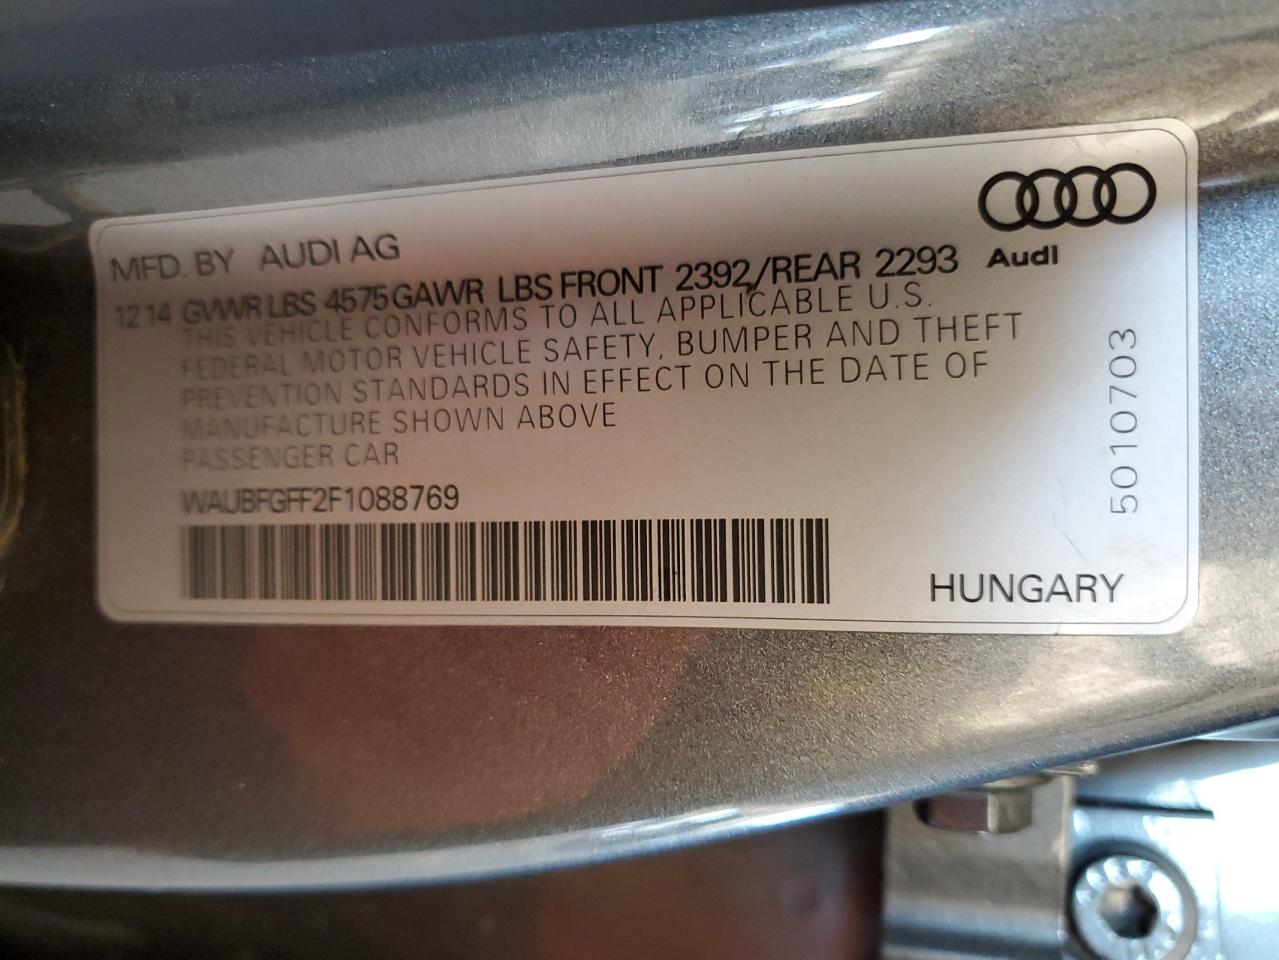 MFD. BY AUDI AG
Audi
12 14 GVWR LBS 4575 GAWR LBS FRONT 2392/REAR 2293
THIS VEHICLE CONFORMS TO ALL APPLICABLE U.S.
FEDERAL MOTOR VEHICLE SAFETY, BUMPER AND THEFT
PREVENTION STANDARDS IN EFFECT ON THE DATE OF
MANUFACTURE SHOWN ABOVE
PASSENGER CAR
WAUBFGFF2F1088769
HUNGARY
5010703